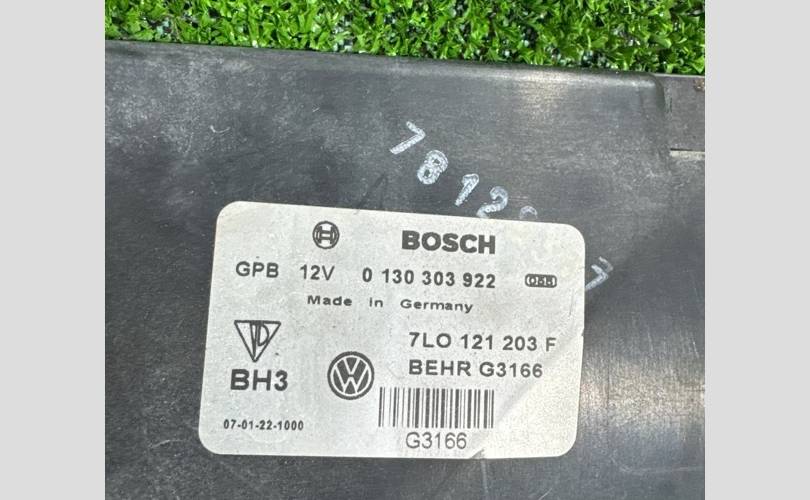 BOSCH
GPB 12V 0 130 303 922 055
Made in Germany
7LO 121 203 F
BH3
BEHR G3166
07-01-22-1000
G3166